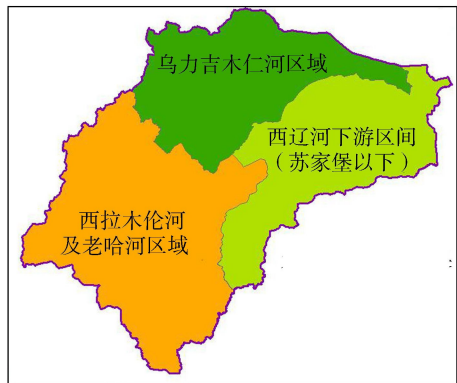 乌力吉木仁河区域
西辽河下游区间
（苏家堡以下）
西拉木伦河
及老哈河区域